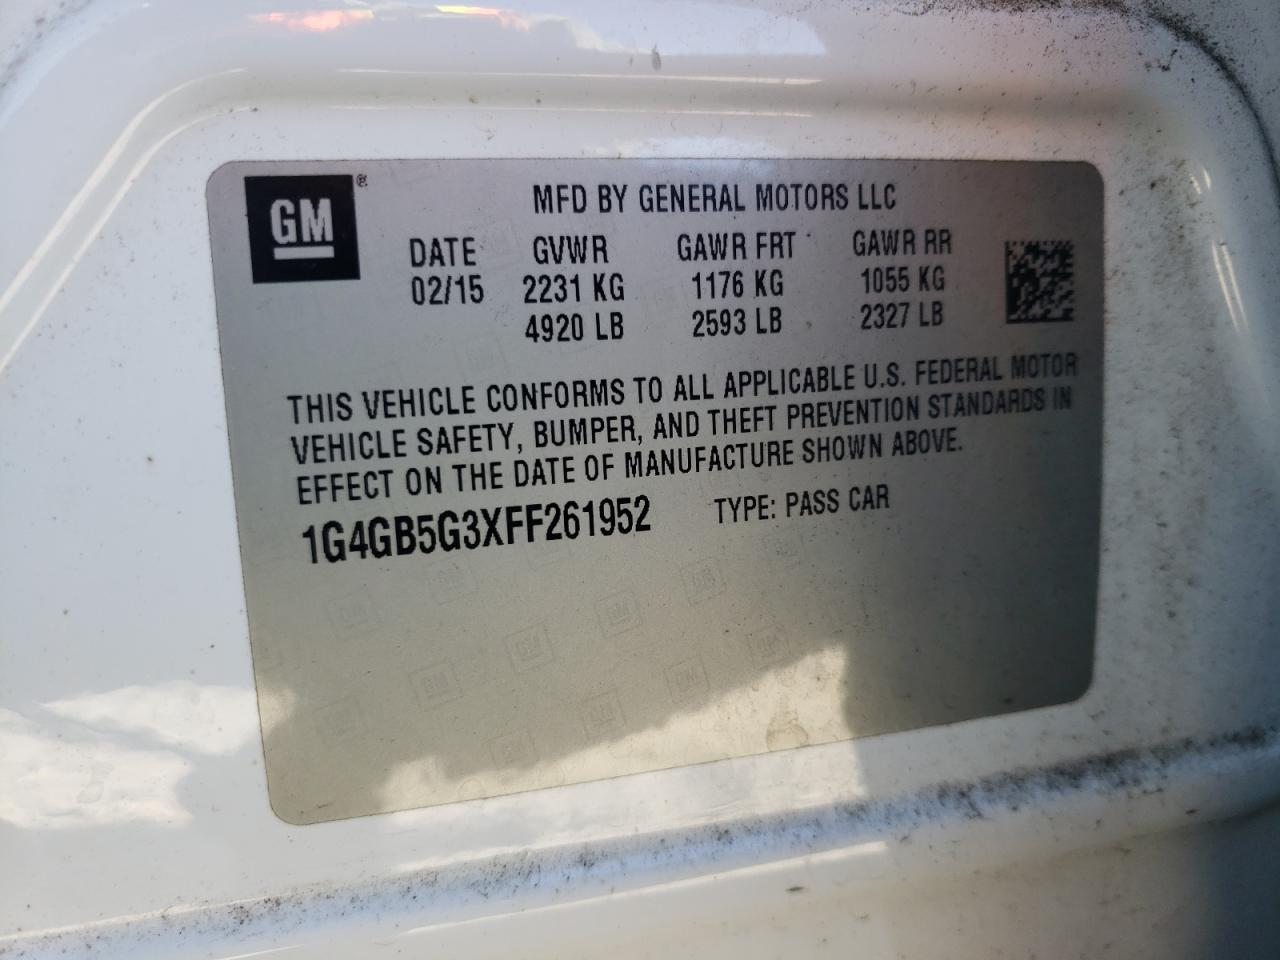 GM®
MFD BY GENERAL MOTORS LLC
DATE GVWR GAWR FRT GAWR RR
02/15 2231 KG 1176 KG 1055 KG
4920 LB 2593 LB 2327 LB
THIS VEHICLE CONFORMS TO ALL APPLICABLE U.S. FEDERAL MOTOR
VEHICLE SAFETY, BUMPER, AND THEFT PREVENTION STANDARDS IN
EFFECT ON THE DATE OF MANUFACTURE SHOWN ABOVE.
1G4GB5G3XFF261952 TYPE: PASS CAR